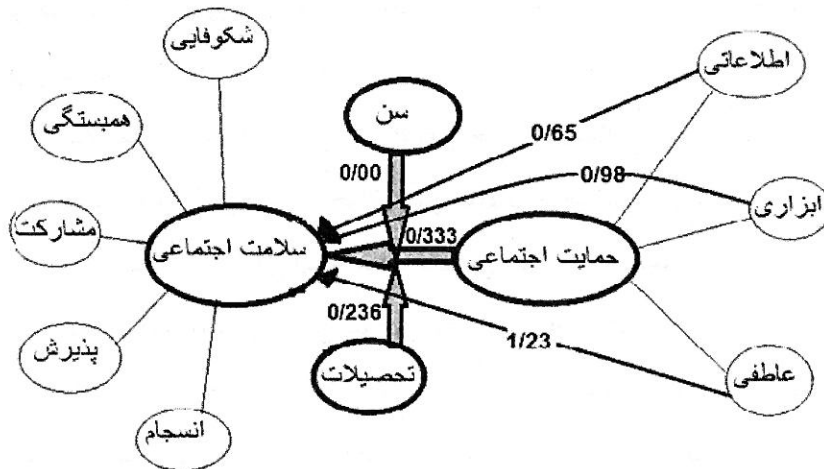 شکوفایی
اطلاعاتی
سن
همبستگی
0/65
0/00
0/98
ابزاری
مشارکت
0/333
سلامت اجتماعی
حمایت اجتماعی
0/236
1/23
پذیرش
تحصیلات
عاطفی
انسجام